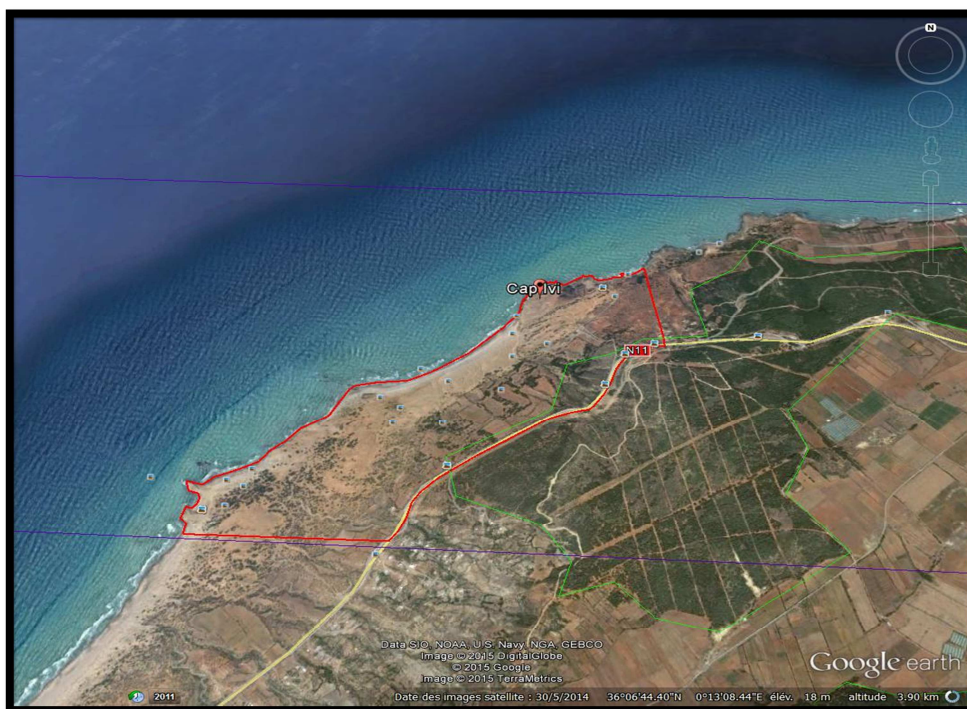 N
Cap Ivi
N11
Data SIO, NOAA, U.S. Navy, NGA, GEBCO
Image © 2015 DigitalGlobe
© 2015 Google
Image © 2015 TerraMetrics
Google earth
2011
Date des images satellite : 30/5/2014 36°06'44.40"N 0°13'08.44"E élév. 18 m altitude 3.90 km